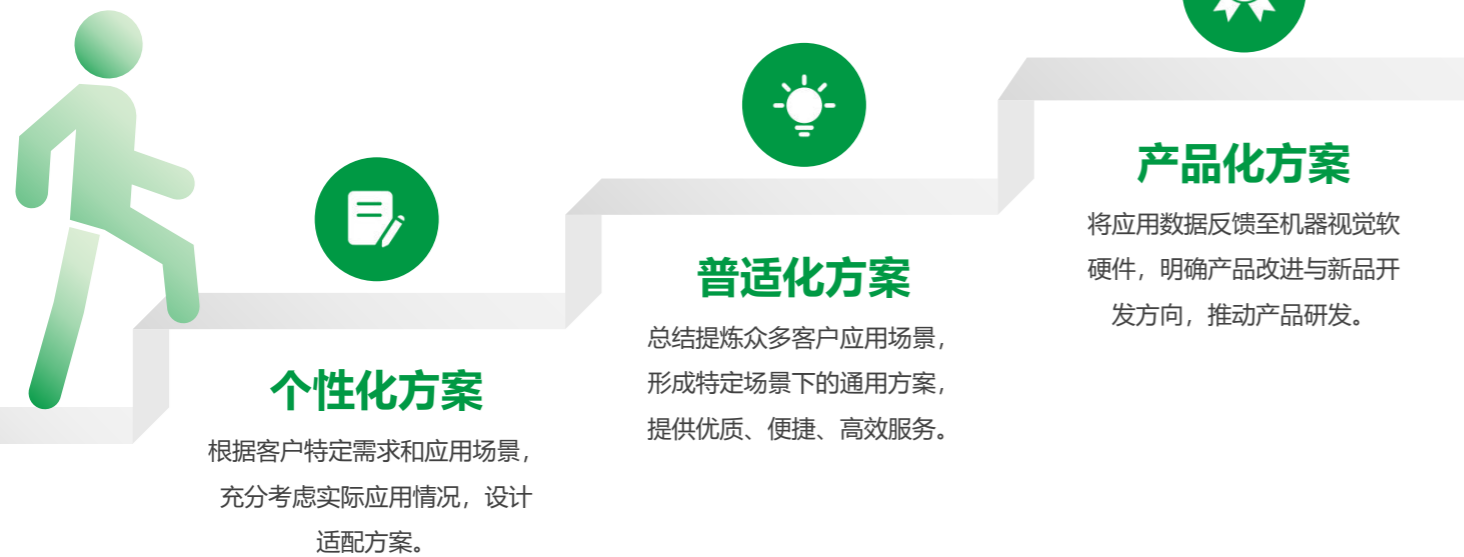 个性化方案
根据客户特定需求和应用场景，
充分考虑实际应用情况，设计
适配方案。
普适化方案
总结提炼众多客户应用场景，
形成特定场景下的通用方案，
提供优质、便捷、高效服务。
产品化方案
将应用数据反馈至机器视觉软
硬件，明确产品改进与新品开
发方向，推动产品研发。